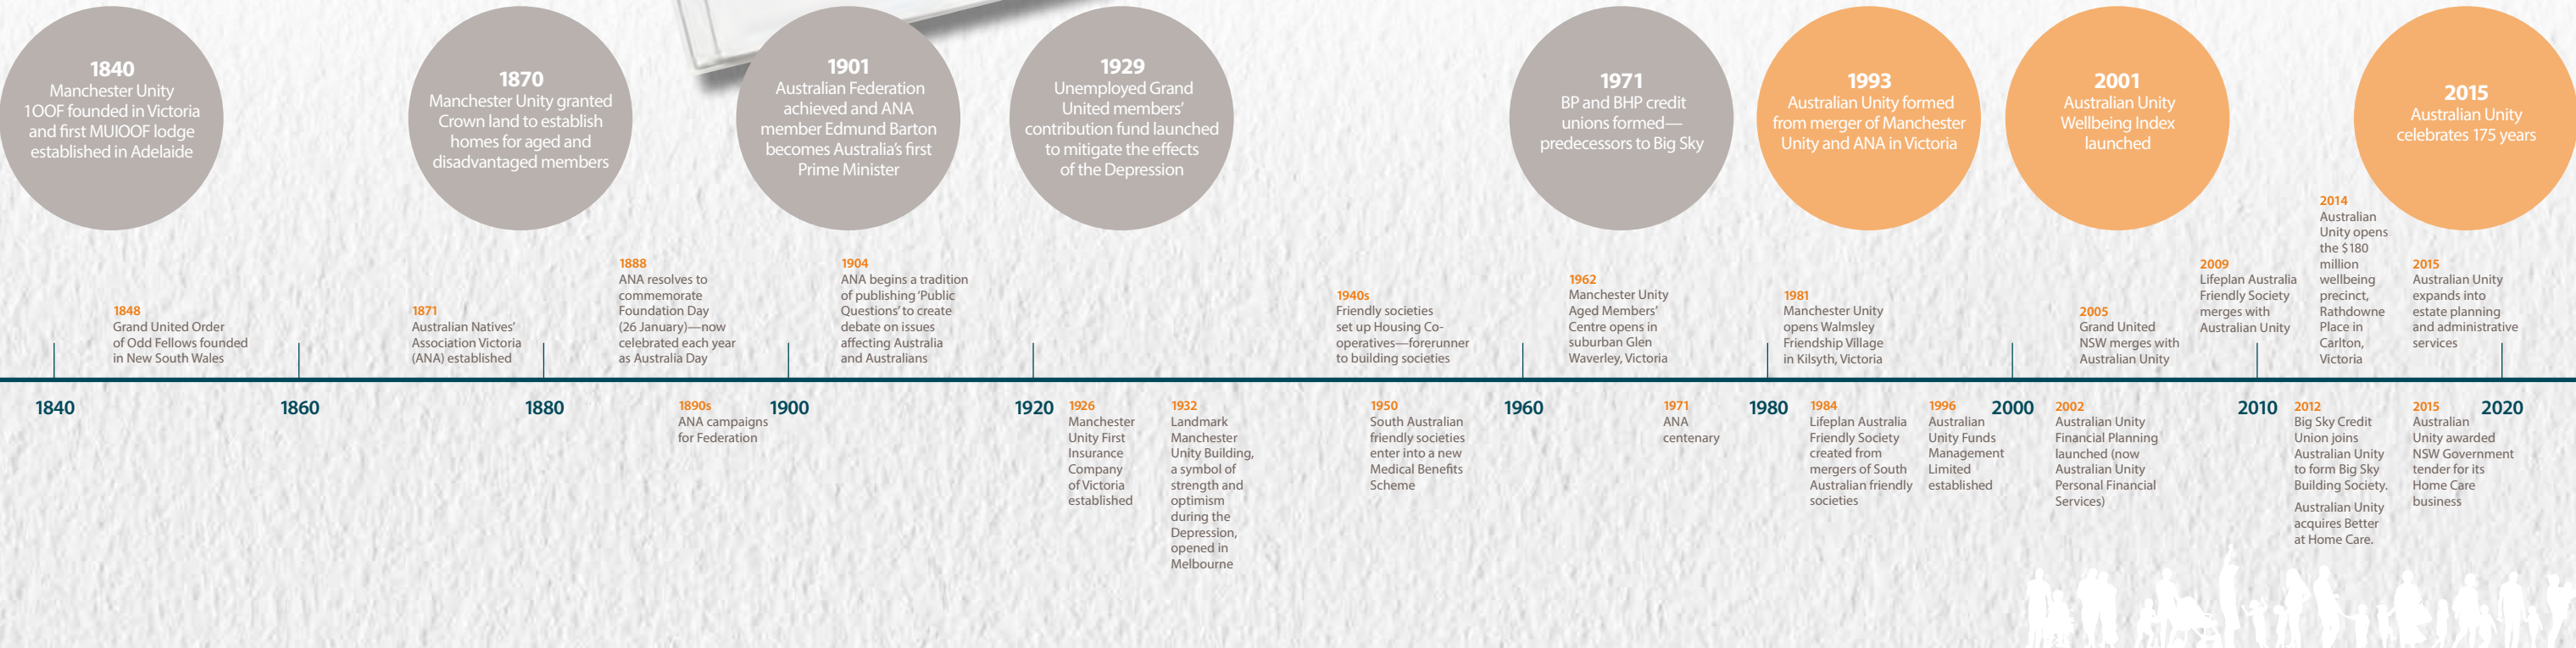 1840
Manchester Unity
1OOF founded in Victoria
and first MUIOOF lodge
established in Adelaide
1870
Manchester Unity granted
Crown land to establish
homes for aged and
disadvantaged members
1901
Australian Federation
achieved and ANA
member Edmund Barton
becomes Australia's first
Prime Minister
1929
Unemployed Grand
United members'
contribution fund launched
to mitigate the effects
of the Depression
1971
BP and BHP credit
unions formed—
predecessors to Big Sky
1993
Australian Unity formed
from merger of Manchester
Unity and ANA in Victoria
2001
Australian Unity
Wellbeing Index
launched
2015
Australian Unity
celebrates 175 years
1848
Grand United Order
of Odd Fellows founded
in New South Wales
1871
Australian Natives'
Association Victoria
(ANA) established
1888
ANA resolves to
commemorate
Foundation Day
(26 January)—now
celebrated each year
as Australia Day
1904
ANA begins a tradition
of publishing 'Public
Questions' to create
debate on issues
affecting Australia
and Australians
1940s
Friendly societies
set up Housing Co-
operatives—forerunner
to building societies
1962
Manchester Unity
Aged Members'
Centre opens in
suburban Glen
Waverley, Victoria
1981
Manchester Unity
opens Walmsley
Friendship Village
in Kilsyth, Victoria
2005
Grand United
NSW merges with
Australian Unity
2009
Lifeplan Australia
Friendly Society
merges with
Australian Unity
2014
Australian
Unity opens
the $180
million
wellbeing
precinct,
Rathdowne
Place in
Carlton,
Victoria
2015
Australian Unity
expands into
estate planning
and administrative
services
1840
1860
1880
1890s
ANA campaigns
for Federation
1900
1920
1926
Manchester
Unity First
Insurance
Company
of Victoria
established
1932
Landmark
Manchester
Unity Building,
a symbol of
strength and
optimism
during the
Depression,
opened in
Melbourne
1950
South Australian
friendly societies
enter into a new
Medical Benefits
Scheme
1960
1971
ANA
centenary
1980
1984
Lifeplan Australia
Friendly Society
created from
mergers of South
Australian friendly
societies
1996
Australian
Unity Funds
Management
Limited
established
2000
2002
Australian Unity
Financial Planning
launched (now
Australian Unity
Personal Financial
Services)
2010
2012
Big Sky Credit
Union joins
Australian Unity
to form Big Sky
Building Society.
Australian Unity
acquires Better
at Home Care.
2015
Australian
Unity awarded
NSW Government
tender for its
Home Care
business
2020